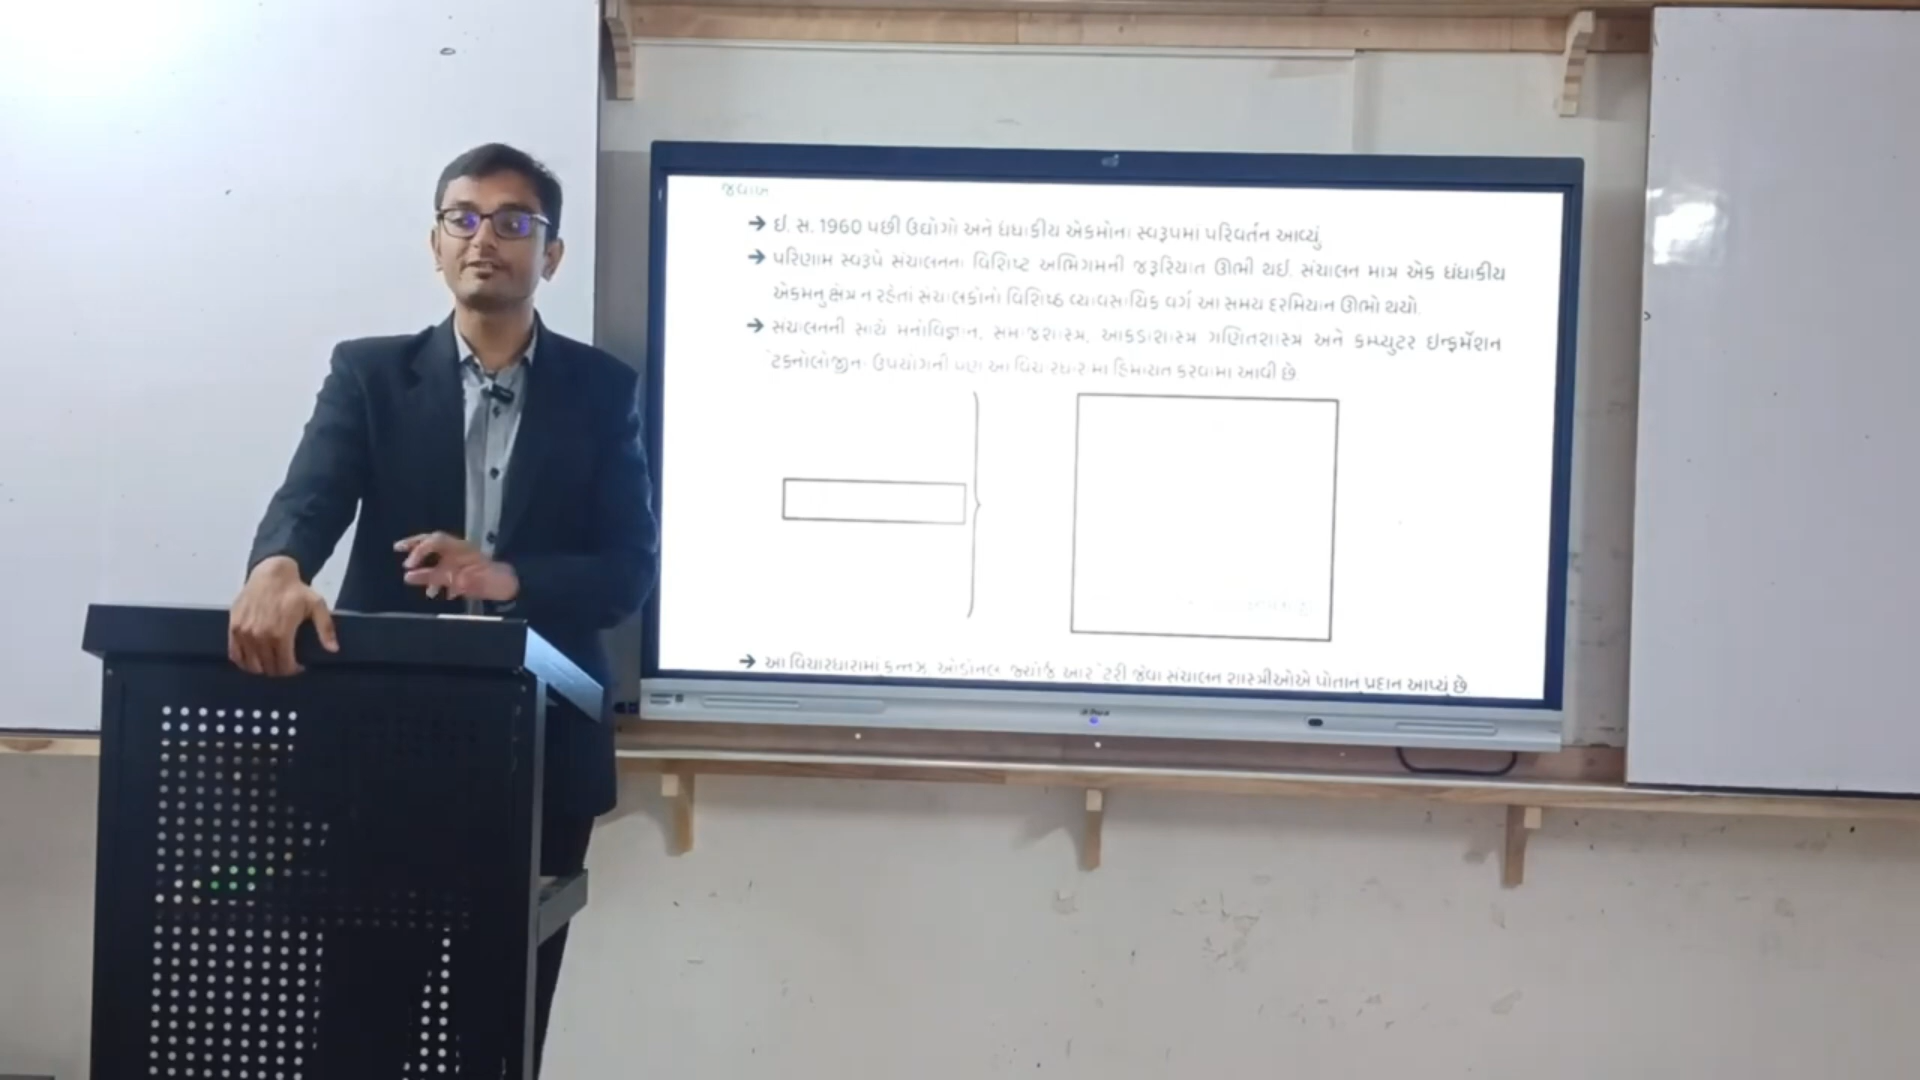 જવાબ
→ ઈ. સ. 1960 પછી ઉદ્યોગો અને ધંધાકીય એકમોના સ્વરૂપમાં પરિવર્તન આવ્યું
→ પરિણામ સ્વરૂપે સંચાલનના વિશિષ્ટ અભિગમની જરૂરિયાત ઊભી થઈ. સંચાલન માત્ર એક ધંધાકીય
એકમનુ ક્ષેત્ર ન રહેતાં સંચાલકોનો વિશિષ્ઠ વ્યાવસાયિક વર્ગ આ સમય દરમિયાન ઊભો થયો.
→ સંચાલનની સાથે મનોવિજ્ઞાન, સમાજશાસ્ત્ર, આંકડાશાસ્ત્ર ગણિતશાસ્ત્ર અને કમ્પ્યુટર ઇન્ફર્મેશન
ટેક્નોલોજીના ઉપયોગની પણ આ વિચારધારામાં હિમાયત કરવામાં આવી છે.
→ આ વિચારધારામાં જ્યોર્જ આર ટેરી જેવા સંચાલન શાસ્ત્રીઓએ પોતાનુ પ્રદાન આપ્યું છે